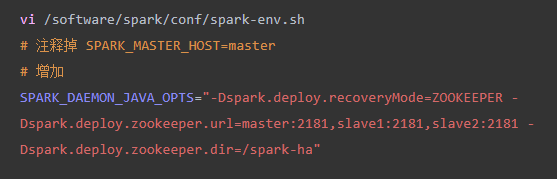 vi /software/spark/conf/spark-env.sh
# 注释掉 SPARK_MASTER_HOST=master
# 增加
SPARK_DAEMON_JAVA_OPTS="-Dspark.deploy.recoveryMode=ZOOKEEPER -
Dspark.deploy.zookeeper.url=master:2181,slave1:2181,slave2:2181 -
Dspark.deploy.zookeeper.dir=/spark-ha"